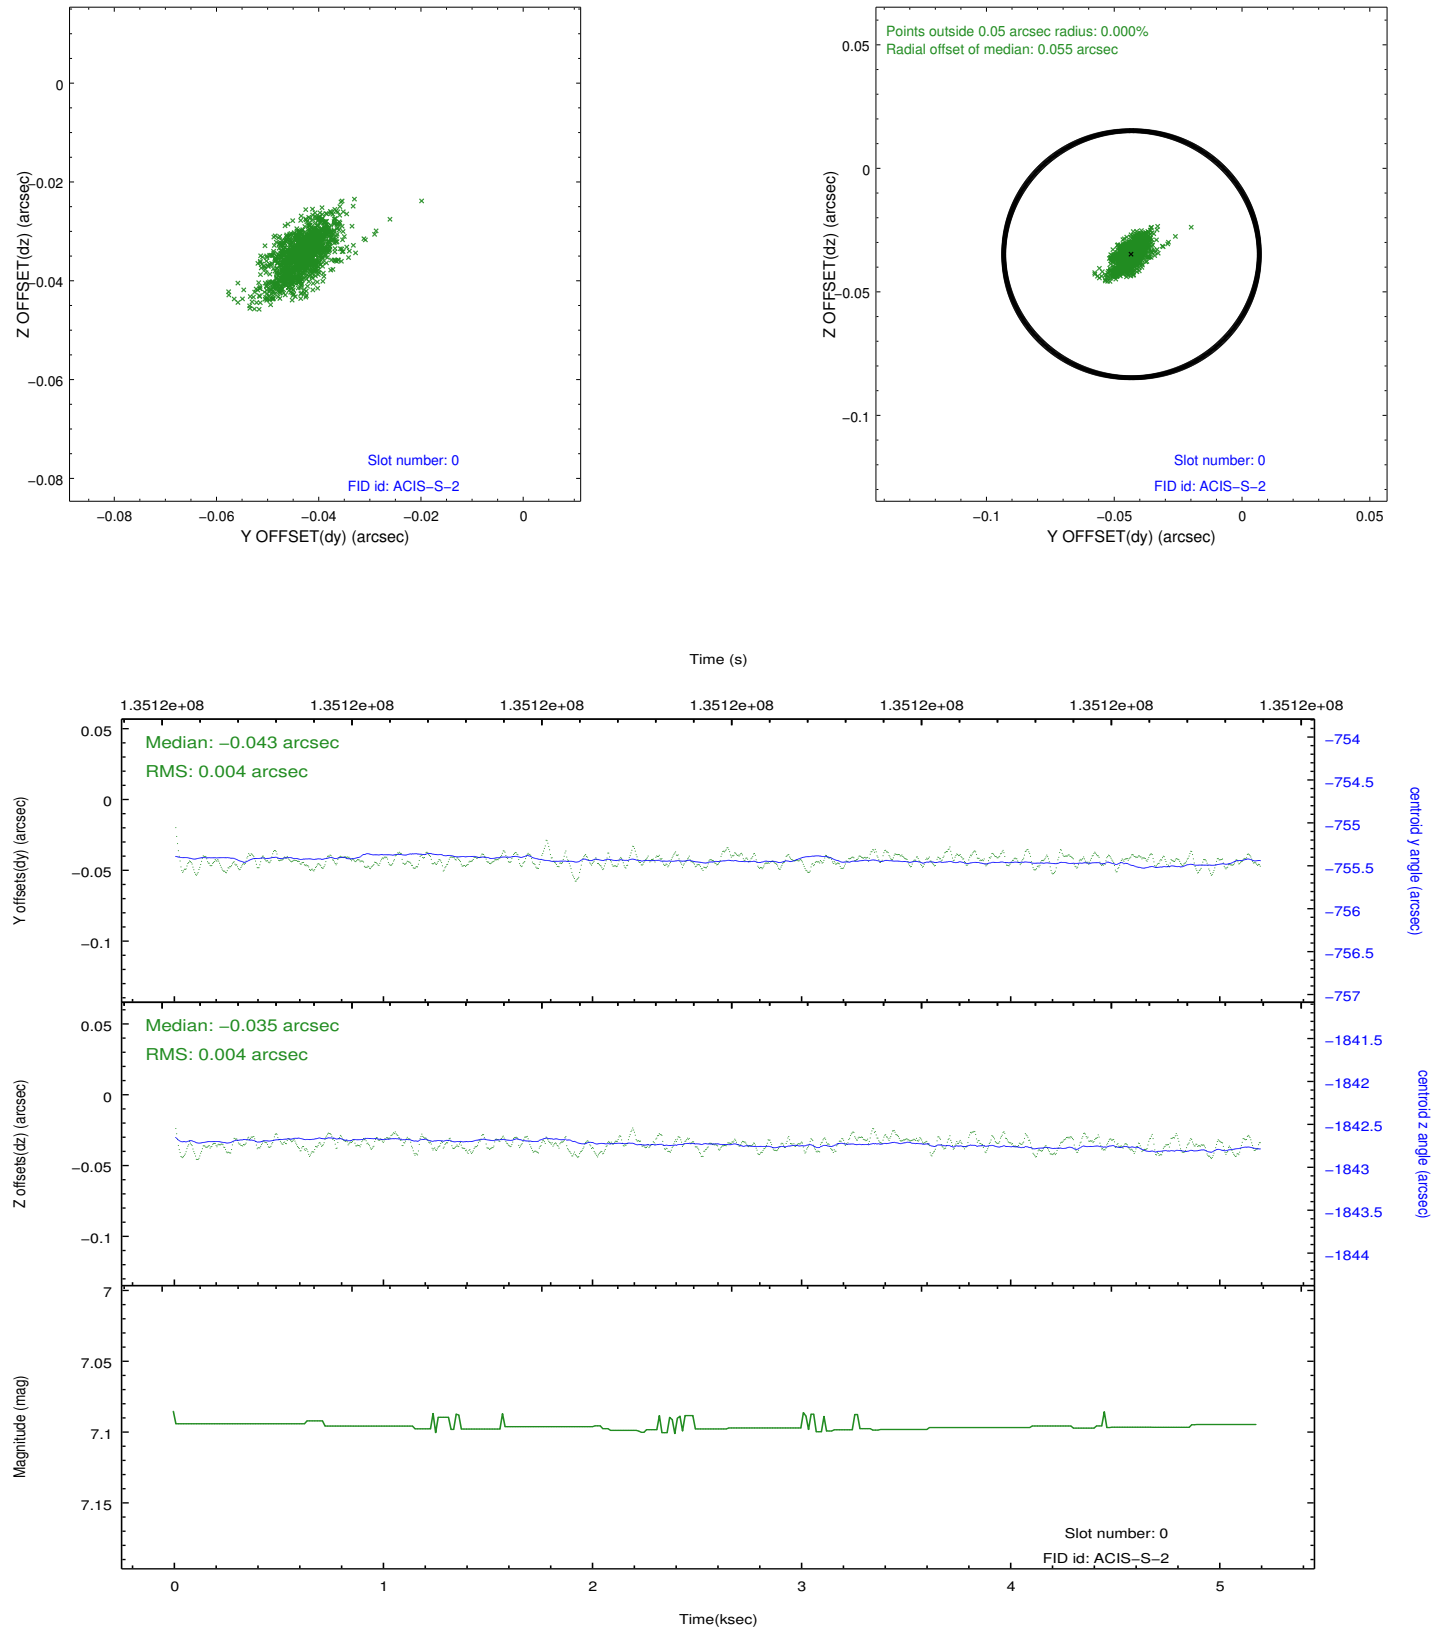 0
−0.02
−0.04
−0.06
−0.08
Z OFFSET(dz) (arcsec)
Slot number: 0
FID id: ACIS−S−2
−0.08
−0.06
−0.04
−0.02
0
Y OFFSET(dy) (arcsec)
Points outside 0.05 arcsec radius: 0.000%
Radial offset of median: 0.055 arcsec
0.05
0
−0.05
−0.1
Z OFFSET(dz) (arcsec)
Slot number: 0
FID id: ACIS−S−2
−0.1
−0.05
0
0.05
Y OFFSET(dy) (arcsec)
Time (s)
1.3512e+08
1.3512e+08
1.3512e+08
1.3512e+08
1.3512e+08
1.3512e+08
1.3512e+08
Median: −0.043 arcsec
RMS: 0.004 arcsec
0.05
0
−0.05
−0.1
Y offsets(dy) (arcsec)
−754
−754.5
−755
−755.5
−756
−756.5
−757
centroid y angle (arcsec)
Median: −0.035 arcsec
RMS: 0.004 arcsec
0.05
0
−0.05
−0.1
Z offsets(dz) (arcsec)
−1841.5
−1842
−1842.5
−1843
−1843.5
−1844
centroid z angle (arcsec)
7
7.05
7.1
7.15
Magnitude (mag)
Slot number: 0
FID id: ACIS−S−2
0
1
2
3
4
5
Time(ksec)